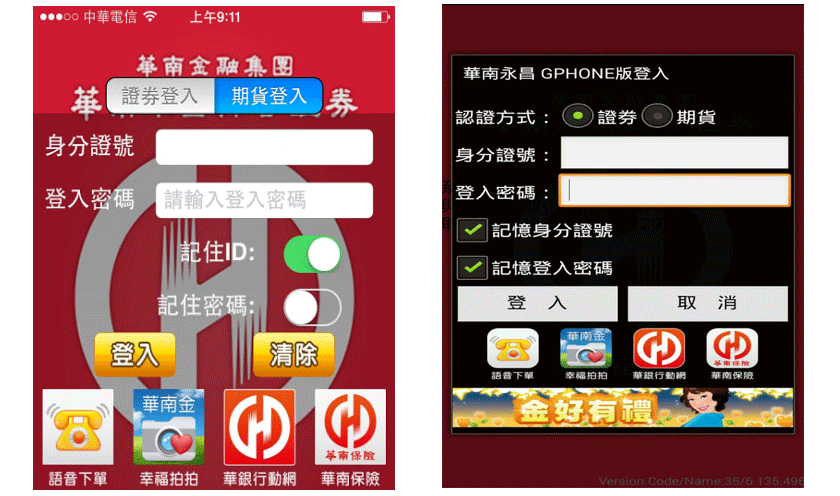 中華電信 上午9:11
華南金融集團
華 券
證券登入 期貨登入
身分證號
登入密碼 請輸入登入密碼
記住ID:
記住密碼:
登入 清除
華南金
華南保險
語音下單 幸福拍拍 華銀行動網 華南保險
華南永昌 GPHONE版登入
認證方式： 證券 期貨
身分證號：
登入密碼：
記憶身分證號
記憶登入密碼
登 入 取 消
華南金
華南保險
語音下單 幸福拍拍 華銀行動網 華南保險
金好有禮
Version Code/Name:35/6.135.496